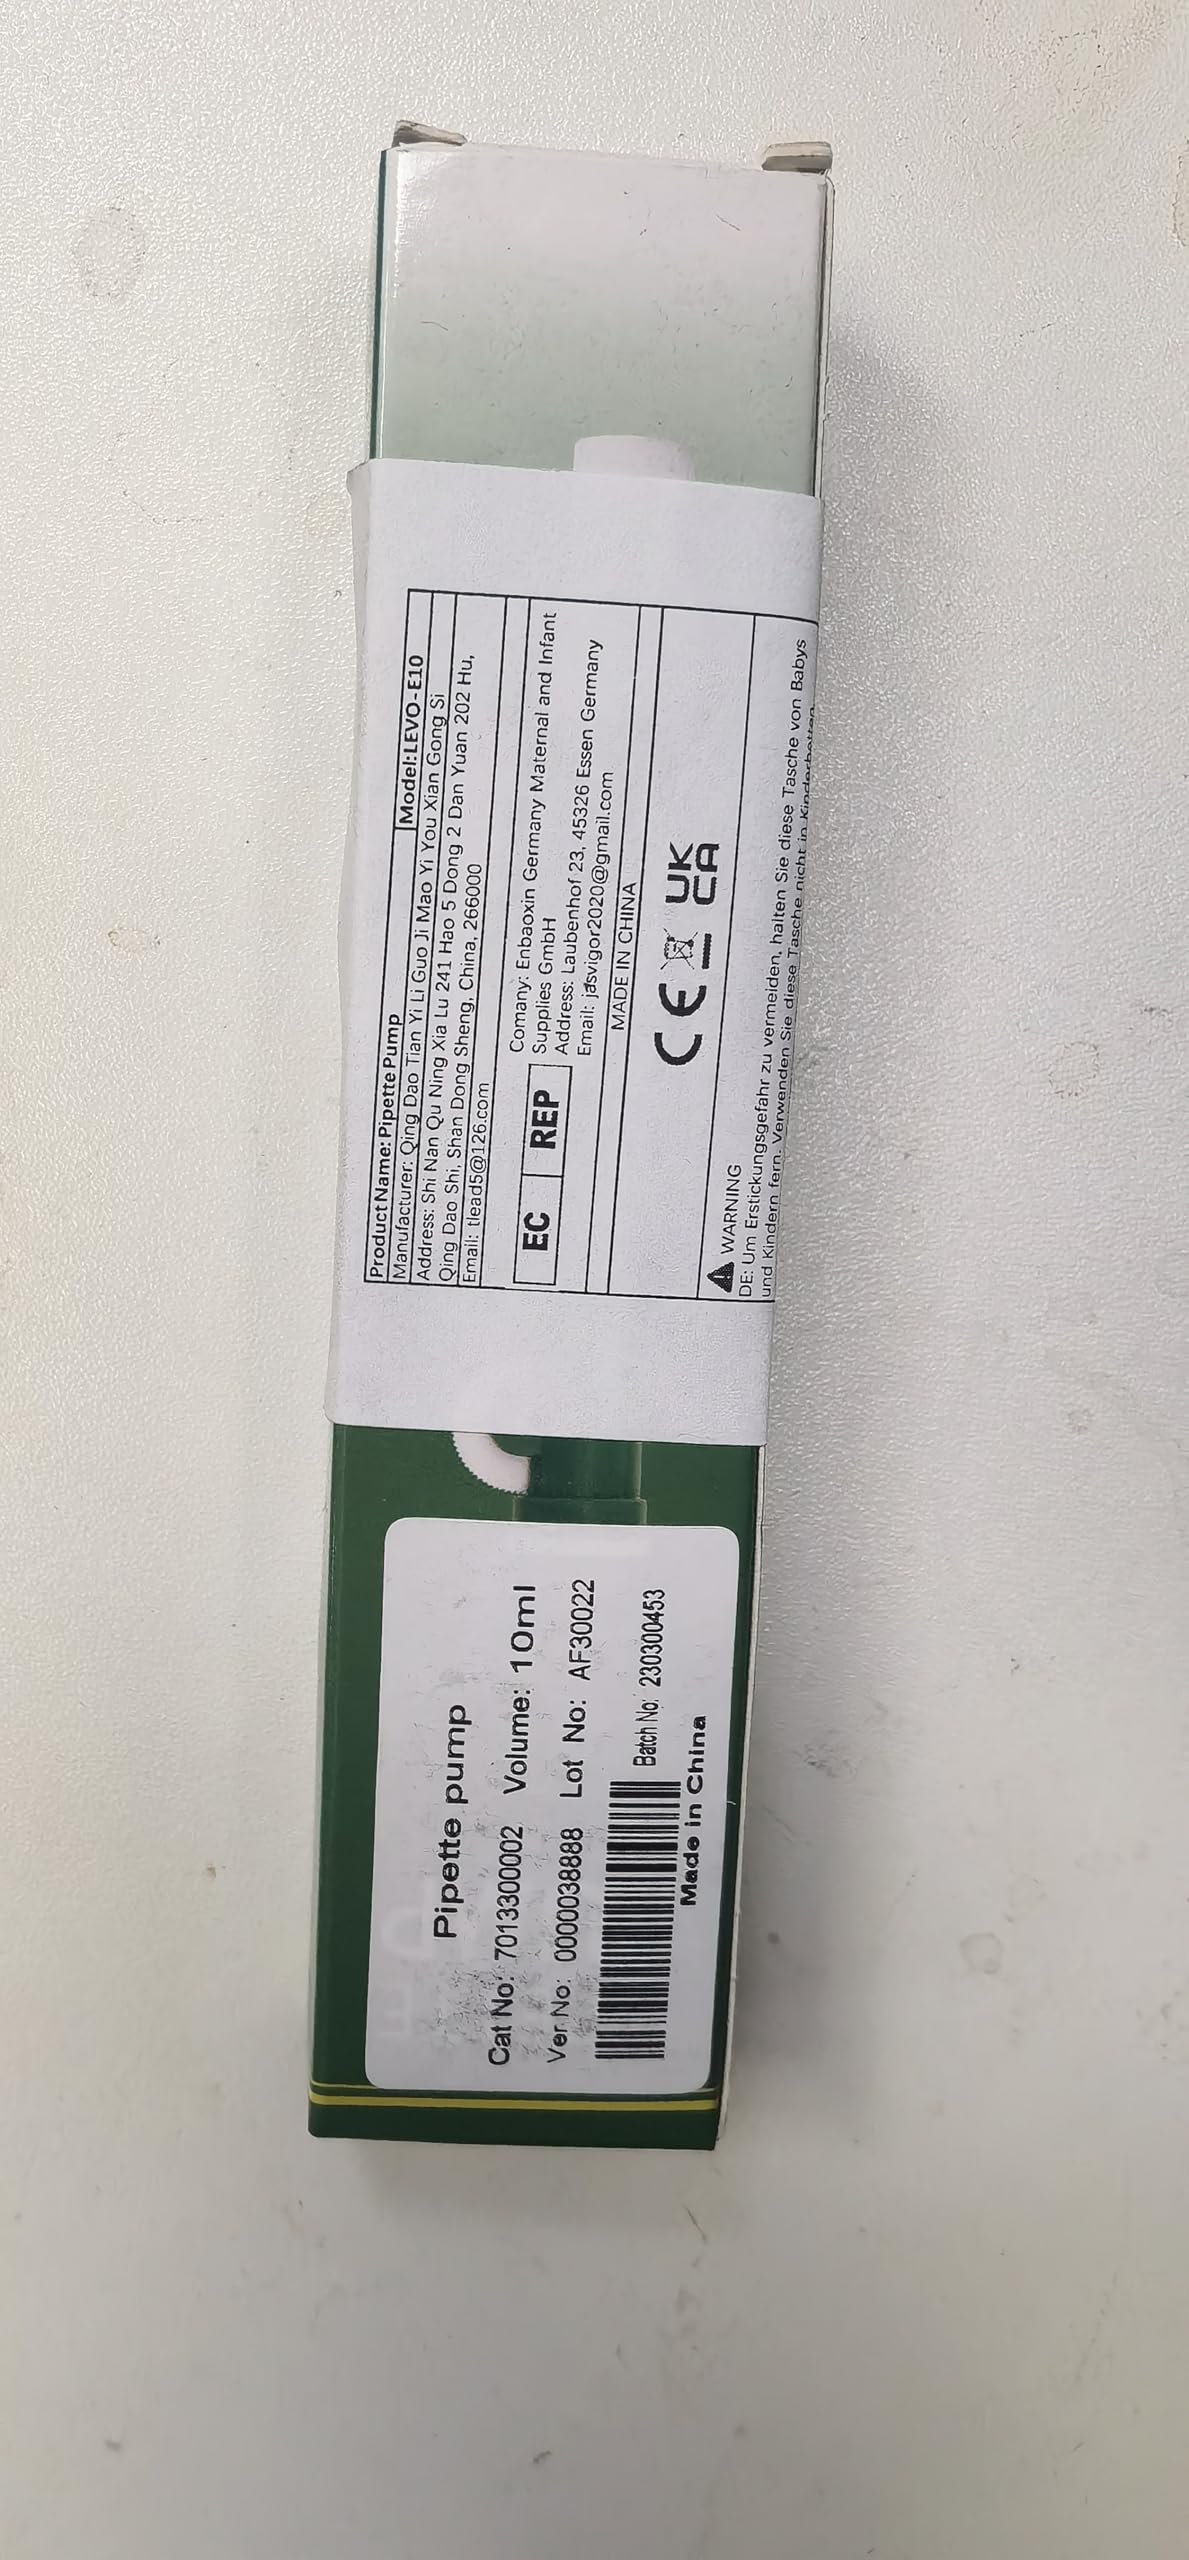 Product Name: Pipette Pump Model: LEVO-E10
Manufacturer: Qing Dao Tian Yi Li Guo Ji Mao Yi You Xian Gong Si
Address: Shi Nan Qu Ning Xia Lu 241 Hao 5 Dong 2 Dan Yuan 202 Hu,
Qing Dao Shi, Shan Dong Sheng, China, 266000
Email: tlead5@126.com
EC REP
Comany: Enbaoxin Germany Maternal and Infant
Supplies GmbH
Address: Laubenhof 23, 45326 Essen Germany
Email: jasvigor2020@gmail.com
MADE IN CHINA
CE UK
CA
WARNING
DE: Um Erstickungsgefahr zu vermeiden, halten Sie diese Tasche von Babys
und Kindern fern. Verwenden Sie diese Tasche nicht in Kinderbetten
Pipette pump
Cat No: 7013300002 Volume: 10ml
Ver No: 0000038888 Lot No: AF30022
Batch No: 230300453
Made in China